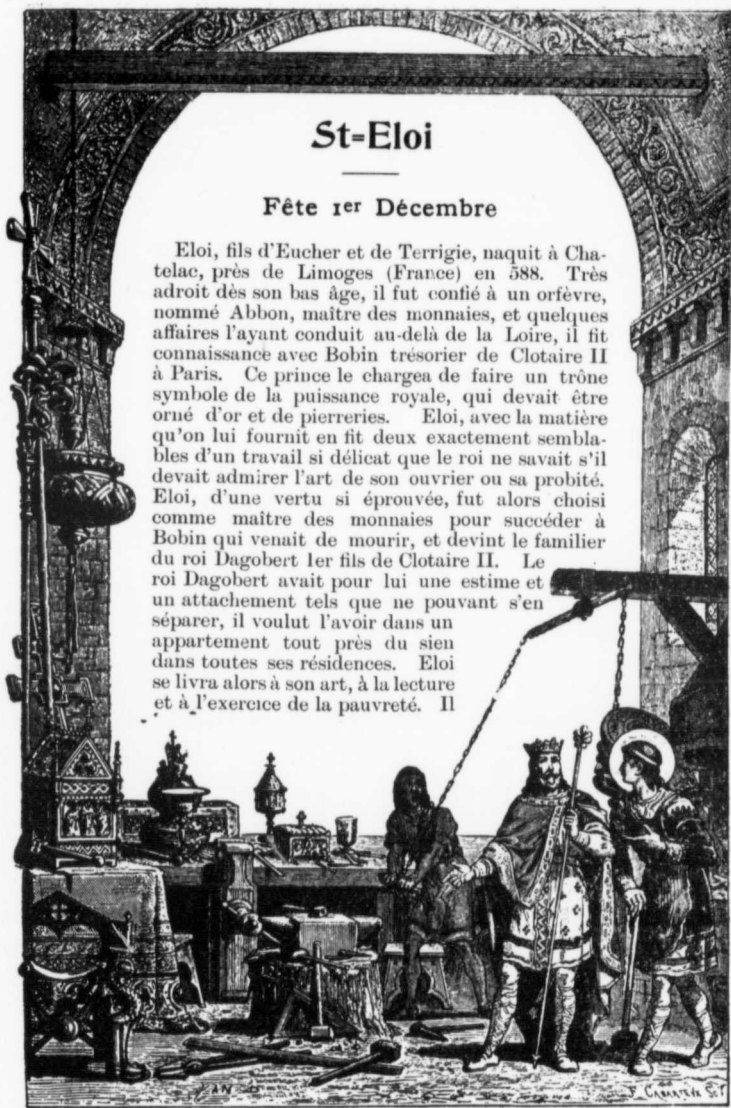 St=Eloi
Fête 1er Décembre
Eloi, fils d'Eucher et de Terrigie, naquit à Cha-
telac, près de Limoges (France) en 588. Très
adroit dès son bas âge, il fut confié à un orfèvre,
nommé Abbon, maître des monnaies, et quelques
affaires l'ayant conduit au-delà de la Loire, il fit
connaissance avec Bobin trésorier de Clotaire II
à Paris. Ce prince le chargea de faire un trône
symbole de la puissance royale, qui devait être
orné d'or et de pierreries. Eloi, avec la matière
qu'on lui fournit en fit deux exactement sembla-
bles d'un travail si délicat que le roi ne savait s'il
devait admirer l'art de son ouvrier ou sa probité.
Eloi, d'une vertu si éprouvée, fut alors choisi
comme maître des monnaies pour succéder à
Bobin qui venait de mourir, et devint le familier
du roi Dagobert 1er fils de Clotaire II. Le
roi Dagobert avait pour lui une estime et
un attachement tels que ne pouvant s'en
séparer, il voulut l'avoir dans un
appartement tout près du sien
dans toutes ses résidences. Eloi
se livra alors à son art, à la lecture
et à l'exercice de la pauvreté. Il